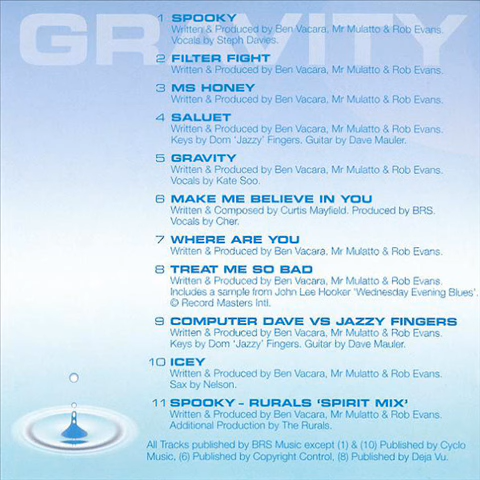 GRAVITY
1 SPOOKY
Written & Produced by Ben Vacara, Mr Mulatto & Rob Evans.
Vocals by Steph Davies.
2 FILTER FIGHT
Written & Produced by Ben Vacara, Mr Mulatto & Rob Evans.
3 MS HONEY
Written & Produced by Ben Vacara, Mr Mulatto & Rob Evans.
4 SALUET
Written & Produced by Ben Vacara, Mr Mulatto & Rob Evans.
Keys by Dom 'Jazzy' Fingers. Guitar by Dave Mauler.
5 GRAVITY
Written & Produced by Ben Vacara, Mr Mulatto & Rob Evans.
Vocals by Kate Soo.
6 MAKE ME BELIEVE IN YOU
Written & Composed by Curtis Mayfield. Produced by BRS.
Vocals by Cher.
7 WHERE ARE YOU
Written & Produced by Ben Vacara, Mr Mulatto & Rob Evans.
8 TREAT ME SO BAD
Written & Produced by Ben Vacara, Mr Mulatto & Rob Evans.
Includes a sample from John Lee Hooker 'Wednesday Evening Blues'.
© Record Masters Intl.
9 COMPUTER DAVE VS JAZZY FINGERS
Written & Produced by Ben Vacara, Mr Mulatto & Rob Evans.
Keys by Dom 'Jazzy' Fingers. Guitar by Dave Mauler.
10 ICEY
Written & Produced by Ben Vacara, Mr Mulatto & Rob Evans.
Sax by Nelson.
11 SPOOKY – RURALS 'SPIRIT MIX'
Written & Produced by Ben Vacara, Mr Mulatto & Rob Evans.
Additional Production by The Rurals.
All Tracks published by BRS Music except (1) & (10) Published by Cyclo
Music, (6) Published by Copyright Control, (8) Published by Deja Vu.